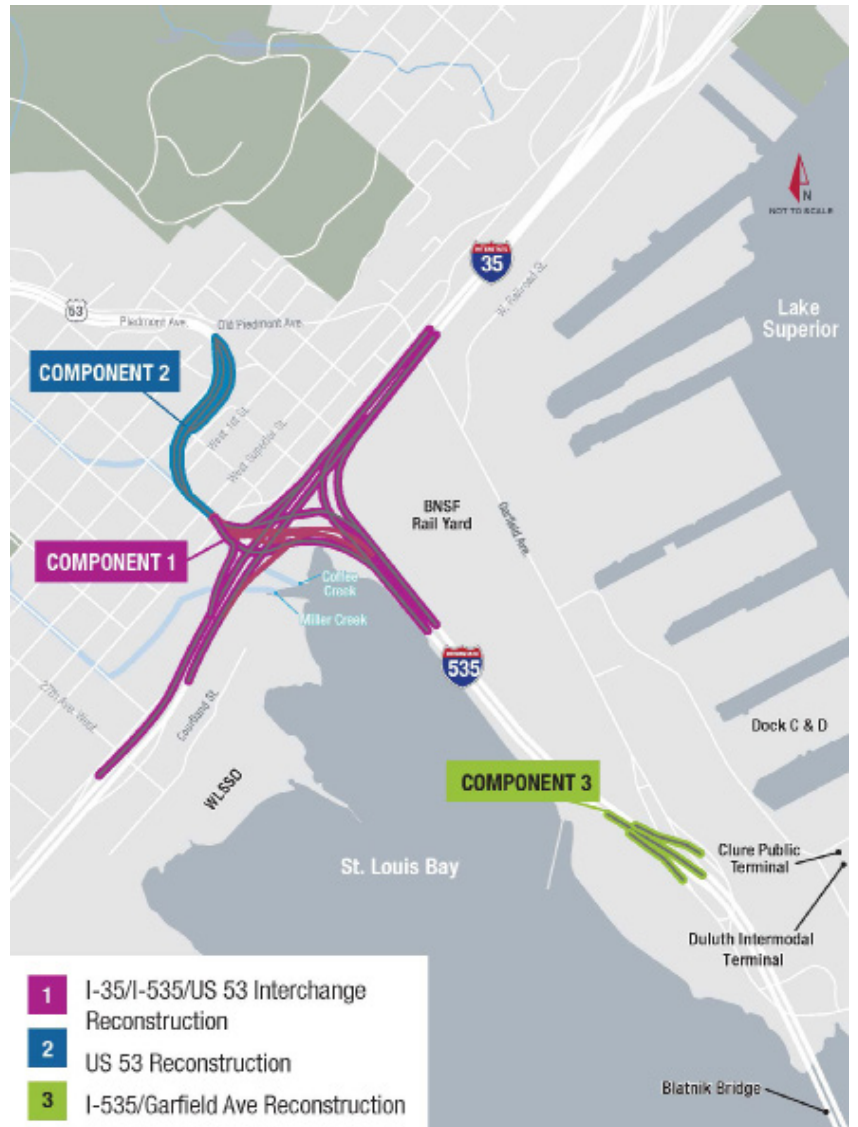 N
NOT TO SCALE
INTERSTATE
35
W. Railroad St.
Lake
Superior
53
Piedmont Ave.
Old Piedmont Ave.
COMPONENT 2
West 1st St.
West Superior St.
BNSF
Rail Yard
Garfield Ave.
COMPONENT 1
Coffee
Creek
Miller Creek
535
27th Ave. West
Courtland St.
WLSSD
Dock C & D
COMPONENT 3
Clure Public
Terminal
St. Louis Bay
Duluth Intermodal
Terminal
1
I-35/I-535/US 53 Interchange
Reconstruction
2
US 53 Reconstruction
3
I-535/Garfield Ave Reconstruction
Blatnik Bridge